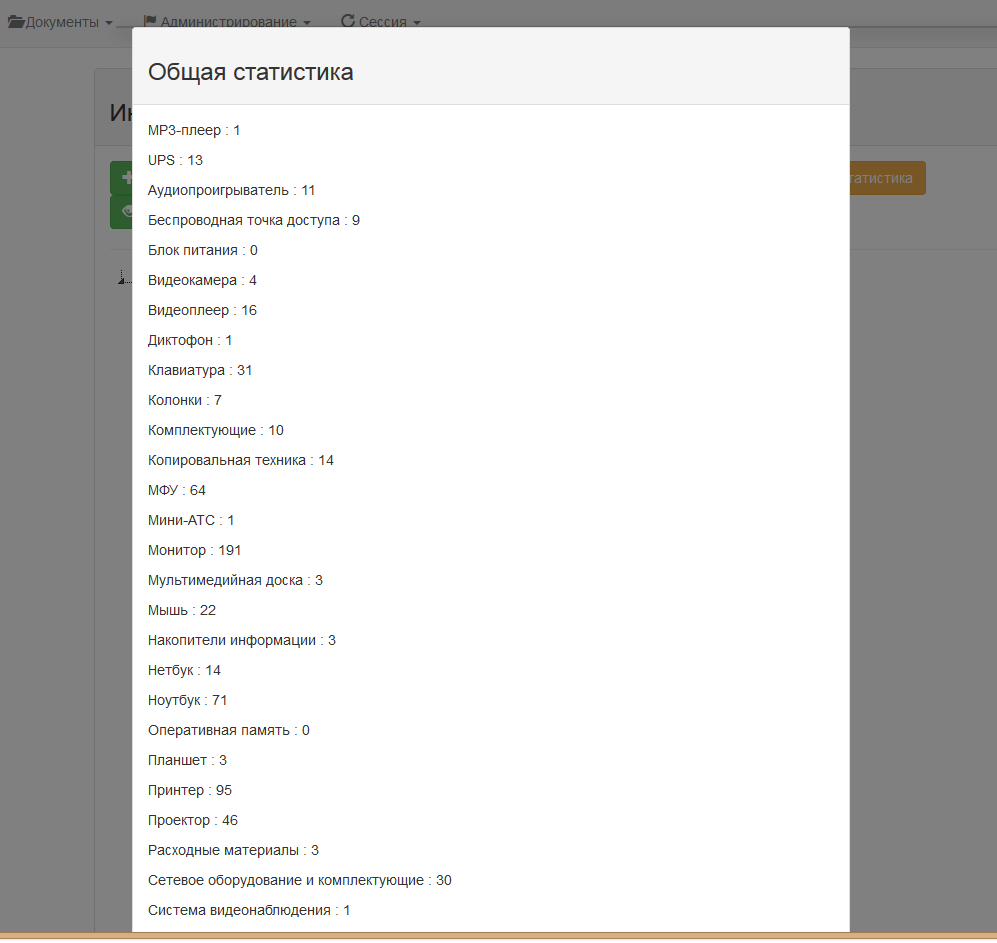 Документы Администрирование Сессия
Общая статистика
MP3-плеер : 1
UPS : 13
Аудиопроигрыватель : 11
Беспроводная точка доступа : 9
Блок питания : 0
Видеокамера : 4
Видеоплеер : 16
Диктофон : 1
Клавиатура : 31
Колонки : 7
Комплектующие : 10
Копировальная техника : 14
МФУ : 64
Мини-АТС : 1
Монитор : 191
Мультимедийная доска : 3
Мышь : 22
Накопители информации : 3
Нетбук : 14
Ноутбук : 71
Оперативная память : 0
Планшет : 3
Принтер : 95
Проектор : 46
Расходные материалы : 3
Сетевое оборудование и комплектующие : 30
Система видеонаблюдения : 1